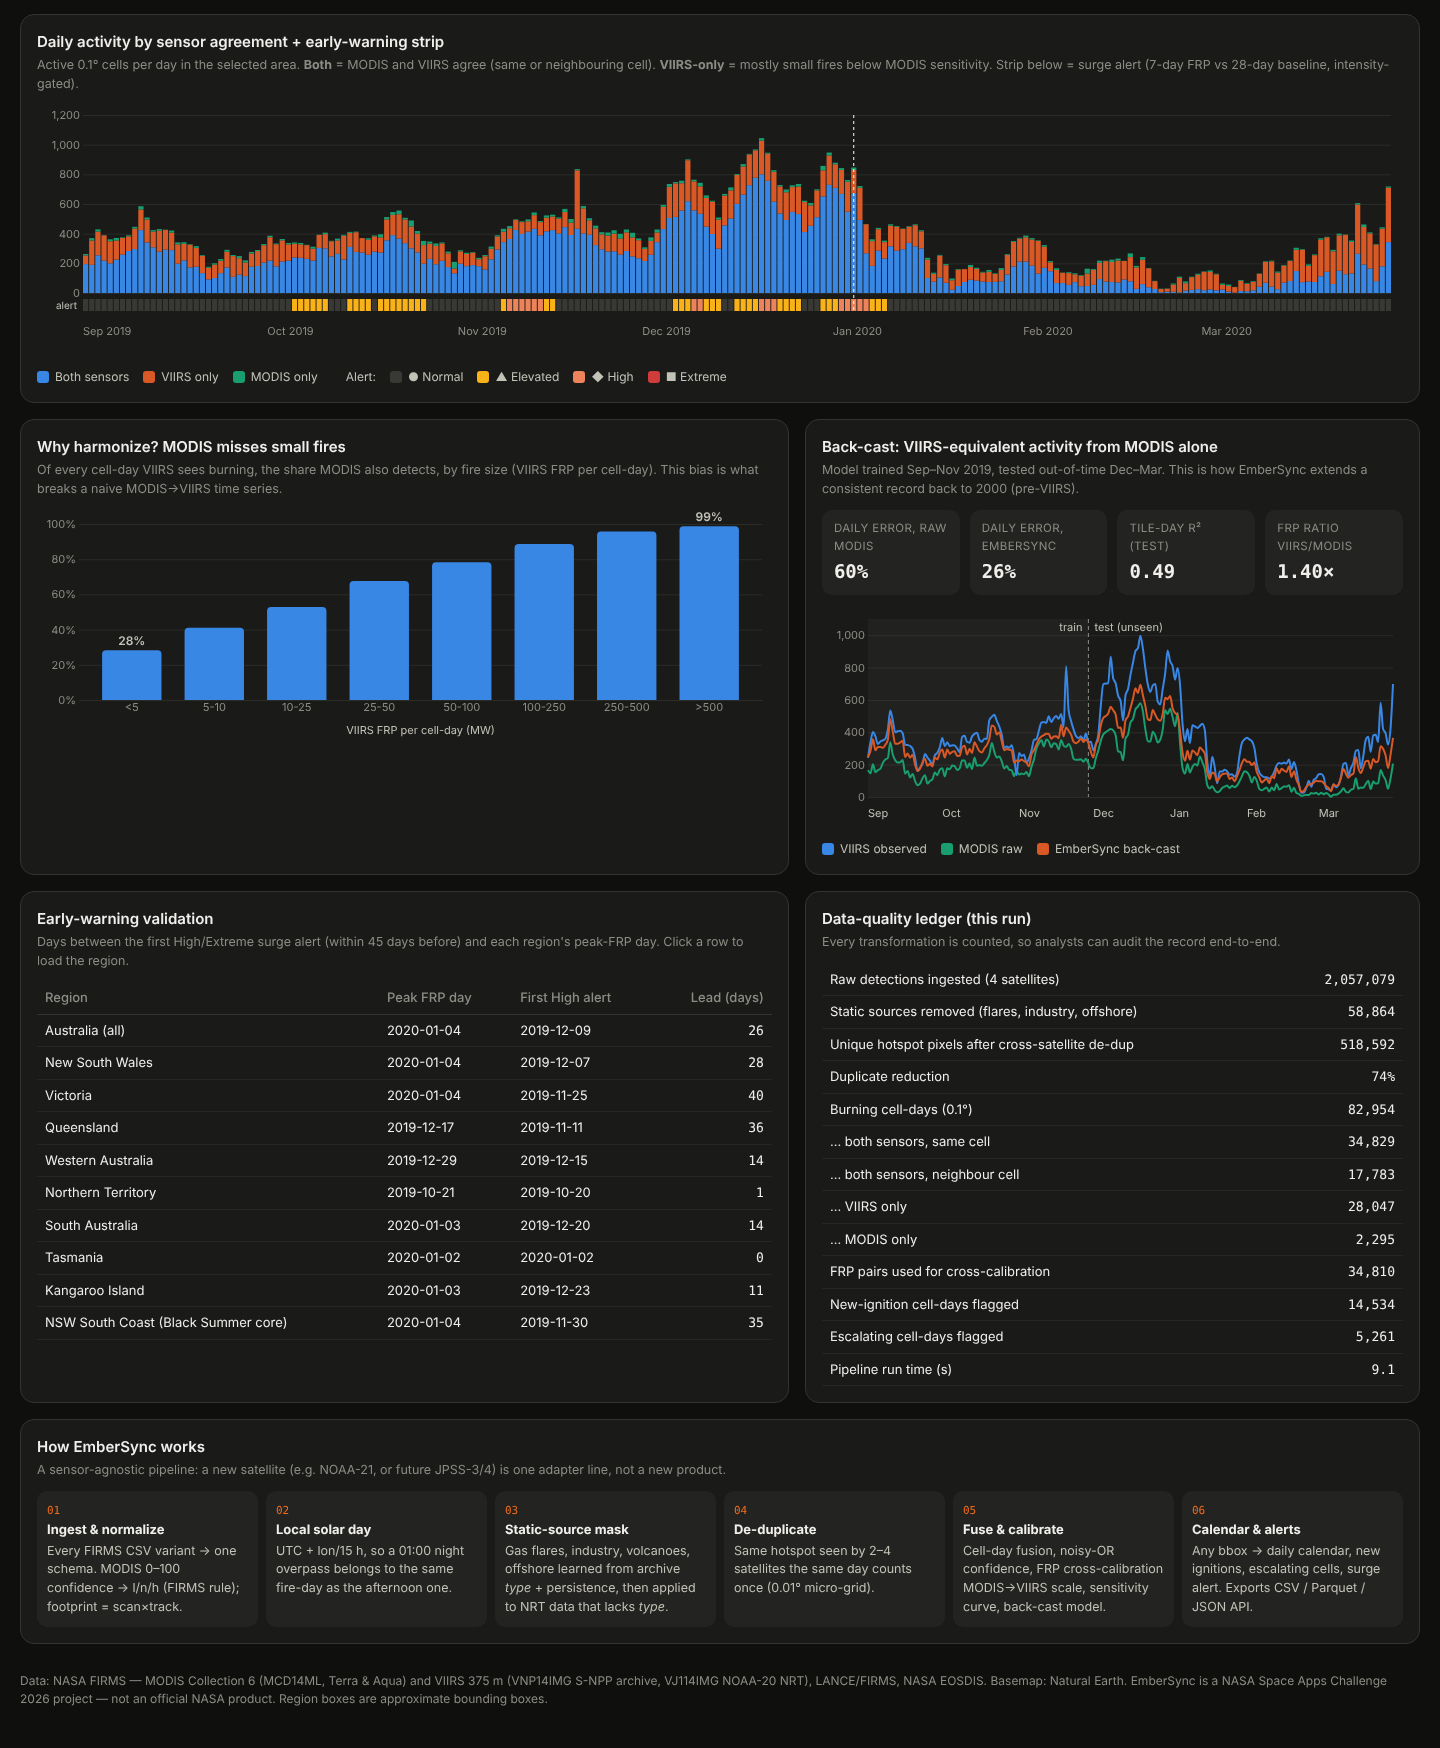 Daily activity by sensor agreement + early-warning strip
Active 0.1° cells per day in the selected area. Both = MODIS and VIIRS agree (same or neighbouring cell). VIIRS-only = mostly small fires below MODIS sensitivity. Strip below = surge alert (7-day FRP vs 28-day baseline, intensity-
gated).
1,200
1,000
800
600
400
200
0
alert
Sep 2019 Oct 2019 Nov 2019 Dec 2019 Jan 2020 Feb 2020 Mar 2020
Both sensors VIIRS only MODIS only Alert: ● Normal ▲ Elevated ◆ High ■ Extreme
Why harmonize? MODIS misses small fires
Of every cell-day VIIRS sees burning, the share MODIS also detects, by fire size (VIIRS FRP per cell-day). This bias is what
breaks a naive MODIS→VIIRS time series.
100%
80%
60%
40%
20%
0%
28%
99%
<5 5-10 10-25 25-50 50-100 100-250 250-500 >500
VIIRS FRP per cell-day (MW)
Back-cast: VIIRS-equivalent activity from MODIS alone
Model trained Sep–Nov 2019, tested out-of-time Dec–Mar. This is how EmberSync extends a
consistent record back to 2000 (pre-VIIRS).
DAILY ERROR, RAW
MODIS
60%
DAILY ERROR,
EMBERSYNC
26%
TILE-DAY R²
(TEST)
0.49
FRP RATIO
VIIRS/MODIS
1.40×
train test (unseen)
1,000
800
600
400
200
0
Sep Oct Nov Dec Jan Feb Mar
VIIRS observed MODIS raw EmberSync back-cast
Early-warning validation
Days between the first High/Extreme surge alert (within 45 days before) and each region's peak-FRP day. Click a row to
load the region.
Region Peak FRP day First High alert Lead (days)
Australia (all) 2020-01-04 2019-12-09 26
New South Wales 2020-01-04 2019-12-07 28
Victoria 2020-01-04 2019-11-25 40
Queensland 2019-12-17 2019-11-11 36
Western Australia 2019-12-29 2019-12-15 14
Northern Territory 2019-10-21 2019-10-20 1
South Australia 2020-01-03 2019-12-20 14
Tasmania 2020-01-02 2020-01-02 0
Kangaroo Island 2020-01-03 2019-12-23 11
NSW South Coast (Black Summer core) 2020-01-04 2019-11-30 35
Data-quality ledger (this run)
Every transformation is counted, so analysts can audit the record end-to-end.
Raw detections ingested (4 satellites) 2,057,079
Static sources removed (flares, industry, offshore) 58,864
Unique hotspot pixels after cross-satellite de-dup 518,592
Duplicate reduction 74%
Burning cell-days (0.1°) 82,954
… both sensors, same cell 34,829
… both sensors, neighbour cell 17,783
… VIIRS only 28,047
… MODIS only 2,295
FRP pairs used for cross-calibration 34,810
New-ignition cell-days flagged 14,534
Escalating cell-days flagged 5,261
Pipeline run time (s) 9.1
How EmberSync works
A sensor-agnostic pipeline: a new satellite (e.g. NOAA-21, or future JPSS-3/4) is one adapter line, not a new product.
01
Ingest & normalize
Every FIRMS CSV variant → one
schema. MODIS 0–100
confidence → l/n/h (FIRMS rule);
footprint = scan×track.
02
Local solar day
UTC + lon/15 h, so a 01:00 night
overpass belongs to the same
fire-day as the afternoon one.
03
Static-source mask
Gas flares, industry, volcanoes,
offshore learned from archive
type + persistence, then applied
to NRT data that lacks type.
04
De-duplicate
Same hotspot seen by 2–4
satellites the same day counts
once (0.01° micro-grid).
05
Fuse & calibrate
Cell-day fusion, noisy-OR
confidence, FRP cross-calibration
MODIS→VIIRS scale, sensitivity
curve, back-cast model.
06
Calendar & alerts
Any bbox → daily calendar, new
ignitions, escalating cells, surge
alert. Exports CSV / Parquet /
JSON API.
Data: NASA FIRMS — MODIS Collection 6 (MCD14ML, Terra & Aqua) and VIIRS 375 m (VNP14IMG S-NPP archive, VJ114IMG NOAA-20 NRT), LANCE/FIRMS, NASA EOSDIS. Basemap: Natural Earth. EmberSync is a NASA Space Apps Challenge
2026 project — not an official NASA product. Region boxes are approximate bounding boxes.